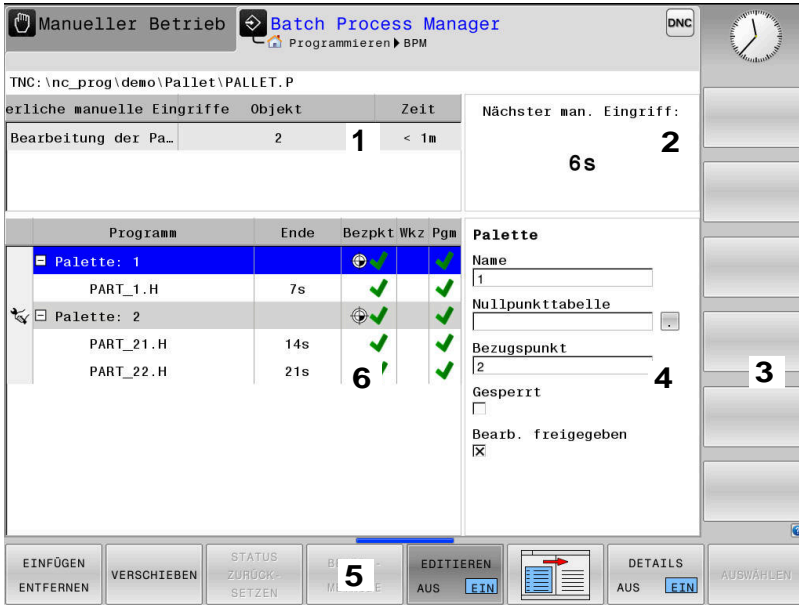 Manueller Betrieb
Batch Process Manager
DNC
Programmieren BPM
TNC:\nc_prog\demo\Pallet\PALLET.P
erliche manuelle Eingriffe Objekt Zeit
Bearbeitung der Pa… 2 1 < 1m
Nächster man. Eingriff:
2
6s
Programm Ende Bezpkt Wkz Pgm
Palette: 1
PART_1.H 7s
Palette: 2
PART_21.H 14s
PART_22.H 21s
6
Palette
Name
1
Nullpunkttabelle
.
Bezugspunkt
2
4
Gesperrt
Bearb. freigegeben
3
EINFÜGEN
ENTFERNEN
VERSCHIEBEN
STATUS
ZURÜCK-
SETZEN
5
EDITIEREN
AUS EIN
DETAILS
AUS EIN
AUSWÄHLEN